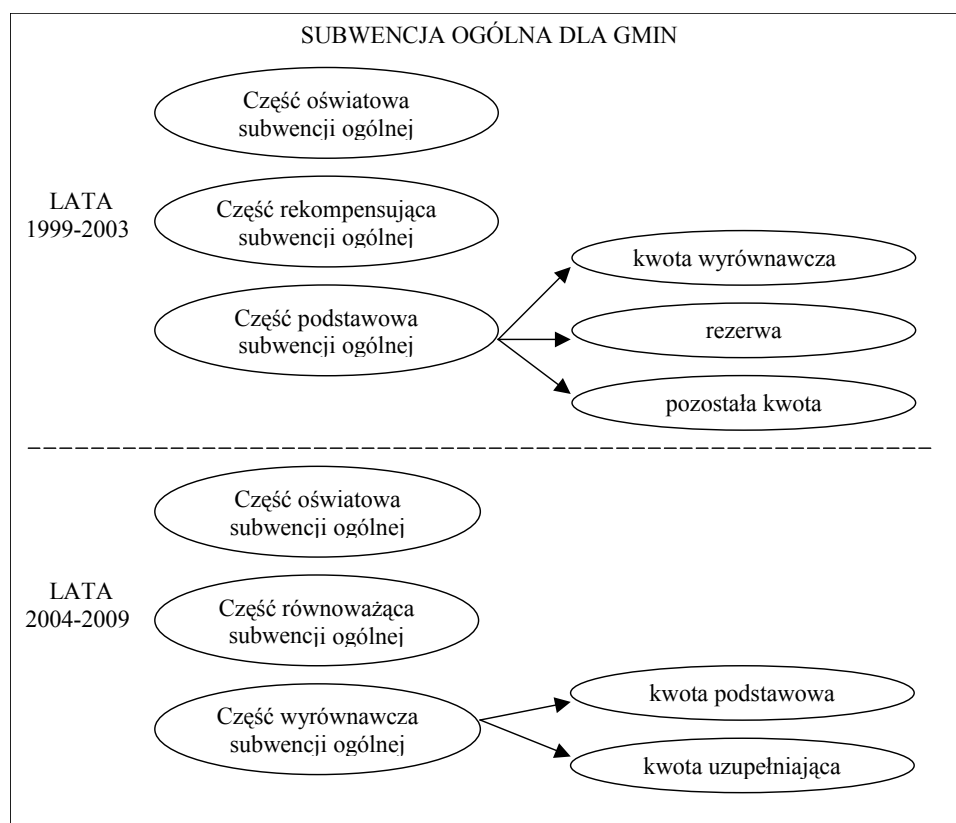 SUBWENCJA OGÓLNA DLA GMIN
Część oświatowa
subwencji ogólnej
LATA
1999-2003
Część rekompensująca
subwencji ogólnej
Część podstawowa
subwencji ogólnej
kwota wyrównawcza
rezerwa
pozostała kwota
Część oświatowa
subwencji ogólnej
LATA
2004-2009
Część równoważąca
subwencji ogólnej
Część wyrównawcza
subwencji ogólnej
kwota podstawowa
kwota uzupełniająca